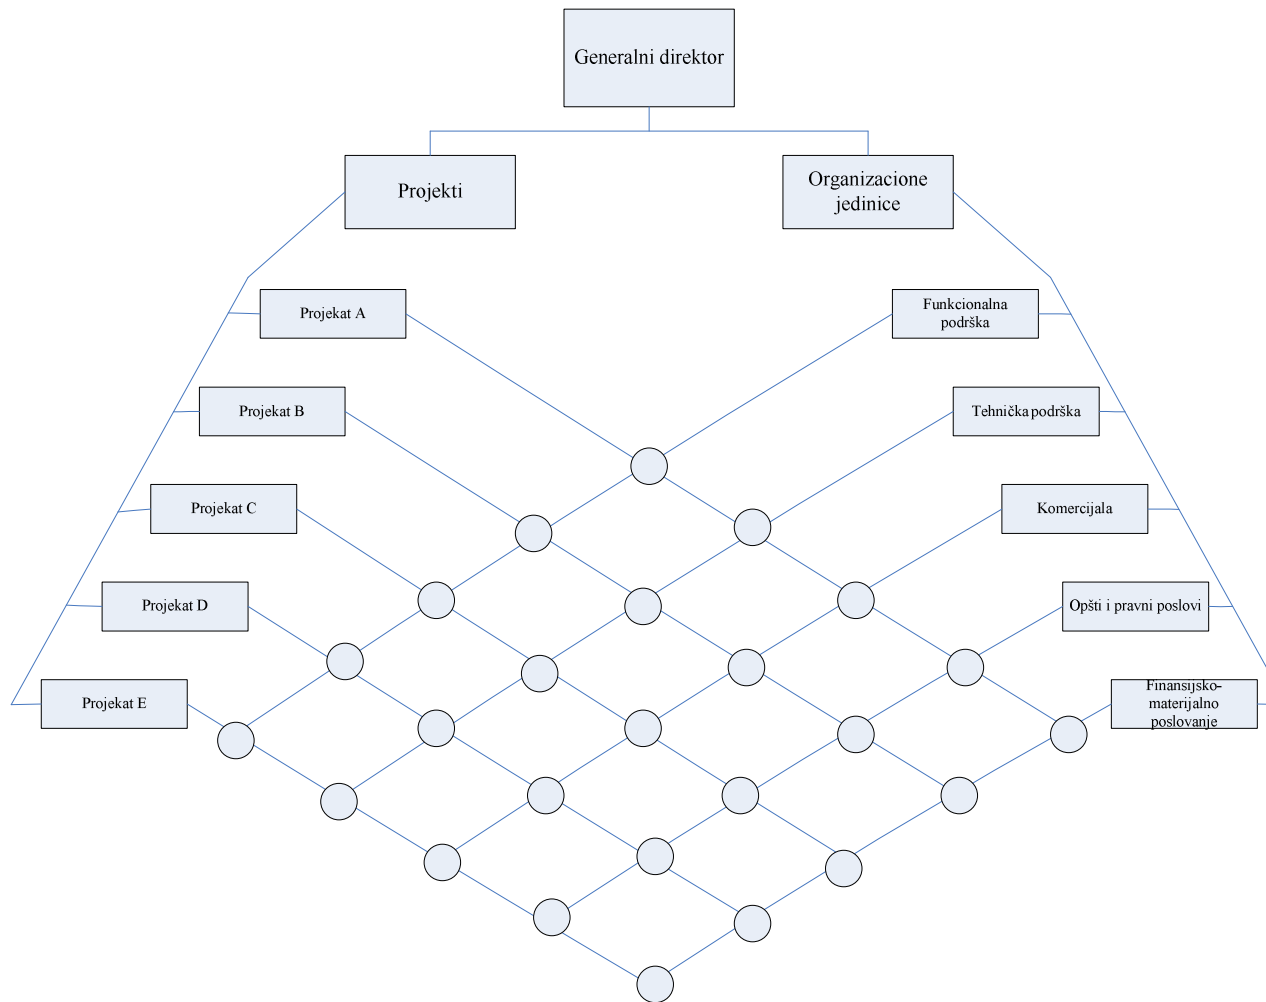 Generalni direktor
Projekti
Organizacione
jedinice
Projekat A
Funkcionalna
podrška
Projekat B
Tehnička podrška
Projekat C
Komercijala
Projekat D
Opšti i pravni poslovi
Projekat E
Finansijsko-
materijalno
poslovanje